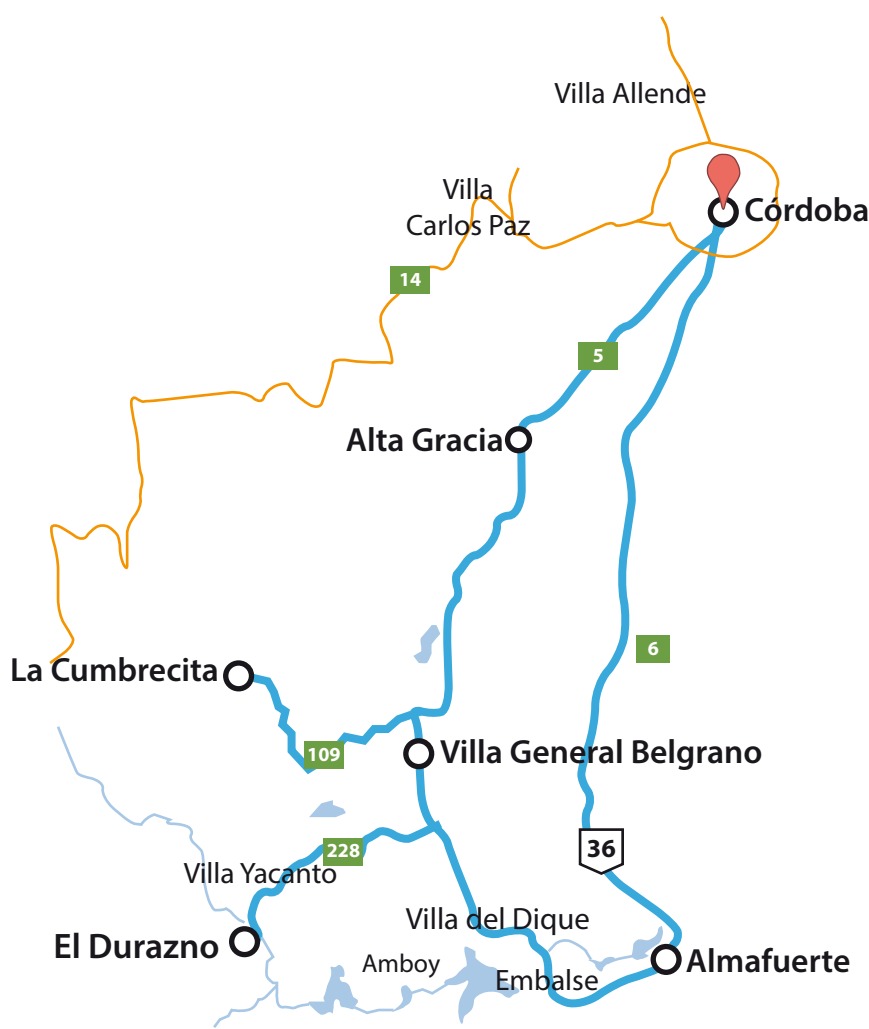 Villa Allende
Villa
Carlos Paz
Córdoba
14
5
Alta Gracia
6
La Cumbrecita
109
Villa General Belgrano
36
228
Villa Yacanto
Villa del Dique
El Durazno
Amboy
Embalse
Almafuerte